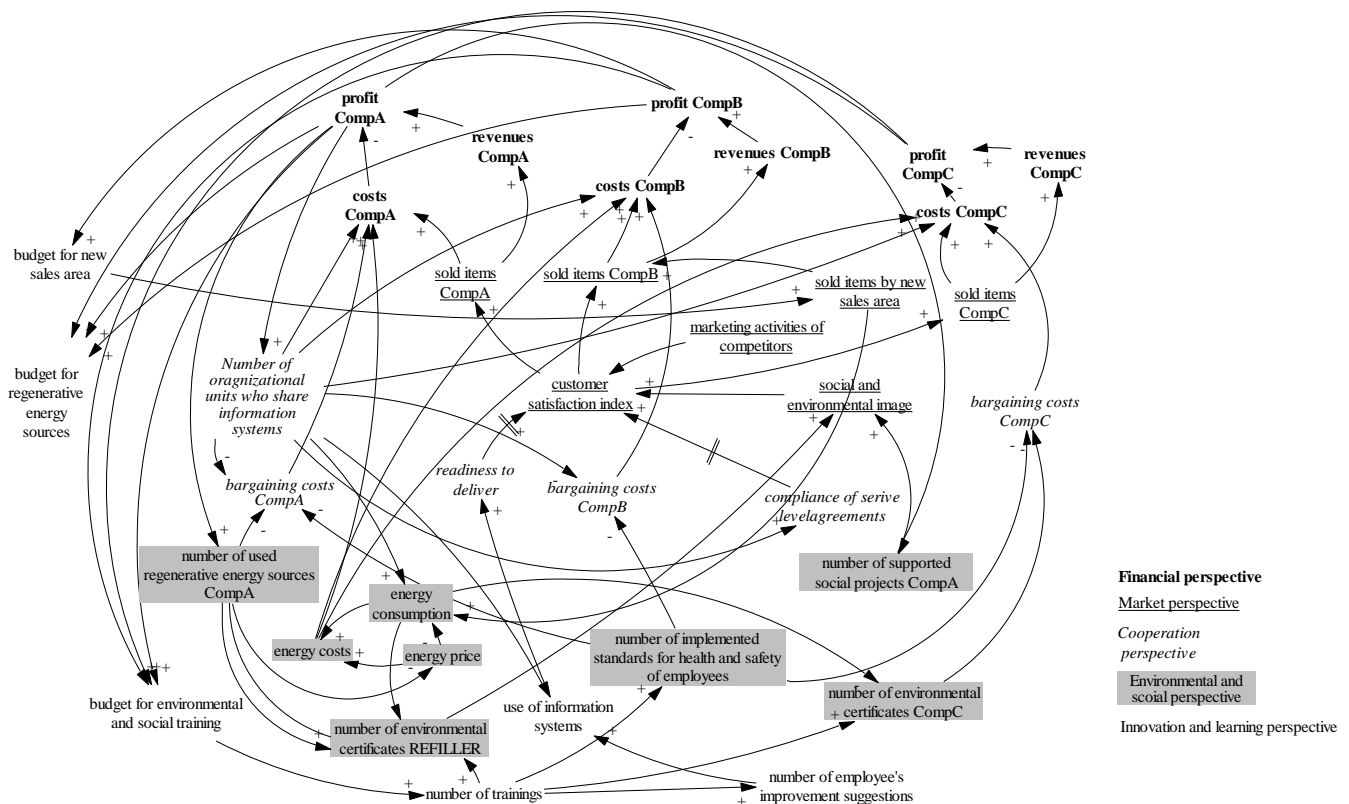 profit
CompA
profit CompB
revenues
CompA
revenues CompB
profit
CompC
revenues
CompC
costs
CompA
costs CompB
costs CompC
budget for new
sales area
sold items
CompA
sold items CompB
sold items by new
sales area
sold items
CompC
marketing activities of
competitors
budget for
regenerative
energy
sources
Number of
oragnizational
units who share
information
systems
customer
satisfaction index
social and
environmental image
bargaining costs
CompC
readiness to
deliver
bargaining costs
CompA
bargaining costs
CompB
compliance of serive
levelagreements
number of used
regenerative energy sources
CompA
number of supported
social projects CompA
energy
consumption
energy costs
energy price
number of implemented
standards for health and safety
of employees
budget for environmental
and social training
use of information
systems
number of environmental
certificates CompC
number of environmental
certificates REFILLER
number of trainings
number of employee's
improvement suggestions
Financial perspective
Market perspective
Cooperation
perspective
Environmental and
scoial perspective
Innovation and learning perspective